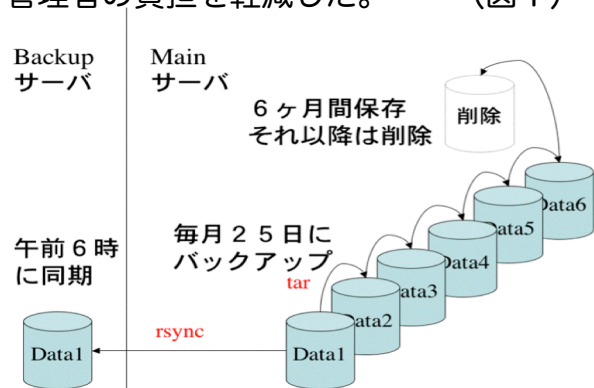 管理者の負担を軽減した。 (図1)
Backup
サーバ
Main
サーバ
6ヶ月間保存
それ以降は削除
削除
毎月25日に
バックアップ
午前6時
に同期
tar
rsync
Data1
Data1
Data2
Data3
Data4
Data5
Data6